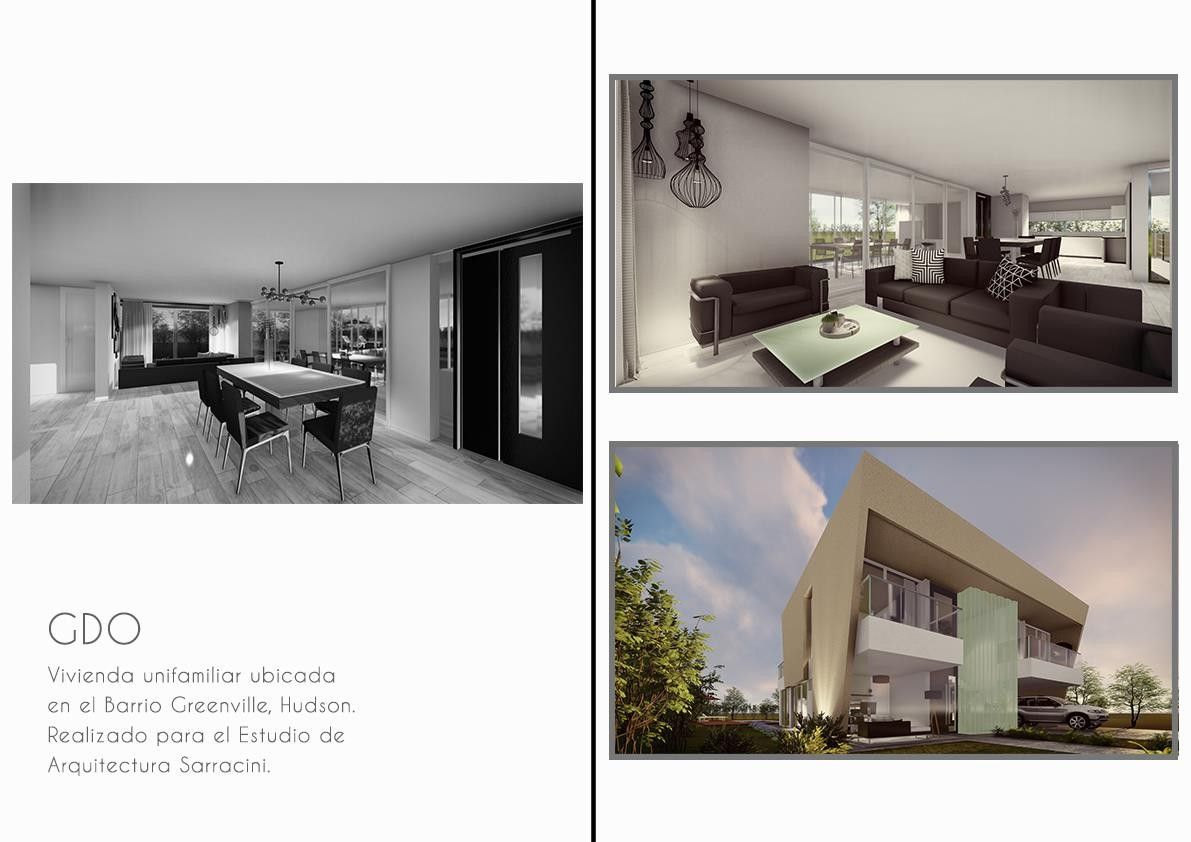 GDO
Vivienda unifamiliar ubicada
en el Barrio Greenville, Hudson.
Realizado para el Estudio de
Arquitectura Sarracini.